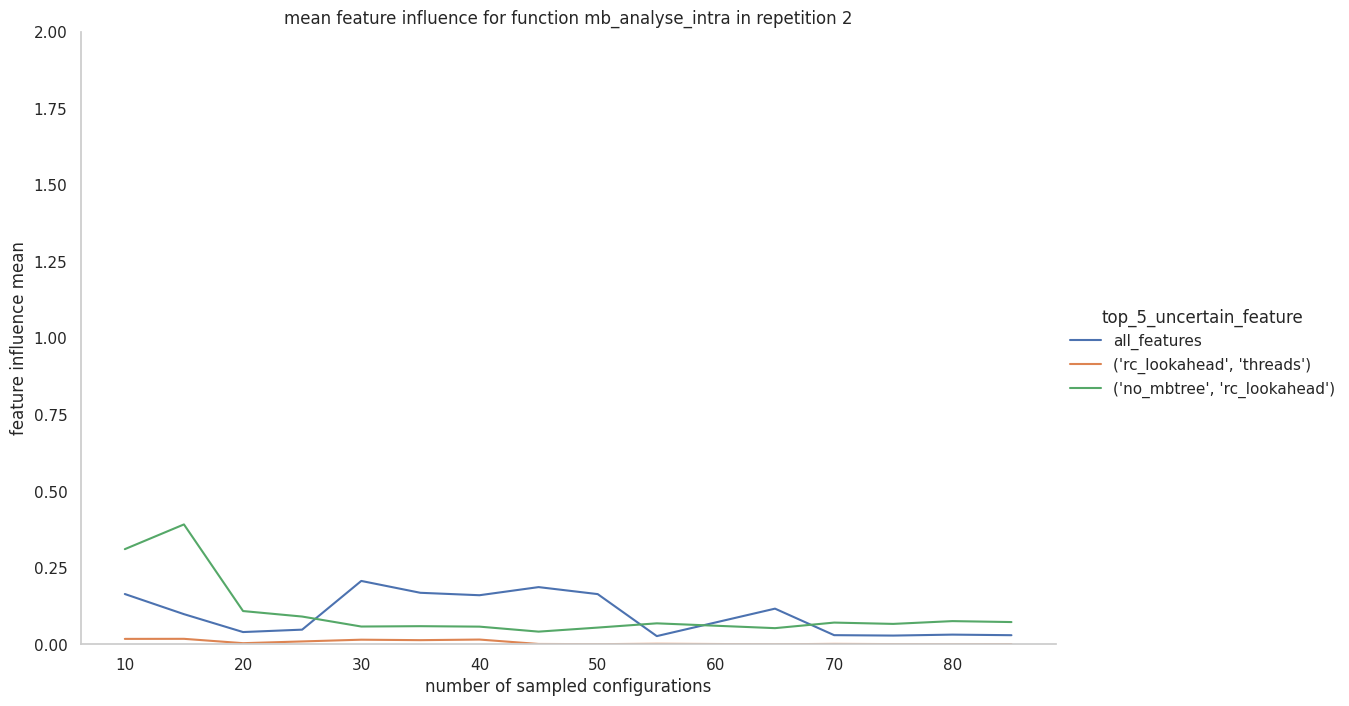 mean feature influence for function mb_analyse_intra in repetition 2
2.00
1.75
1.50
1.25
1.00
0.75
0.50
0.25
0.00
feature influence mean
10 20 30 40 50 60 70 80
number of sampled configurations
top_5_uncertain_feature
all_features
('rc_lookahead', 'threads')
('no_mbtree', 'rc_lookahead')